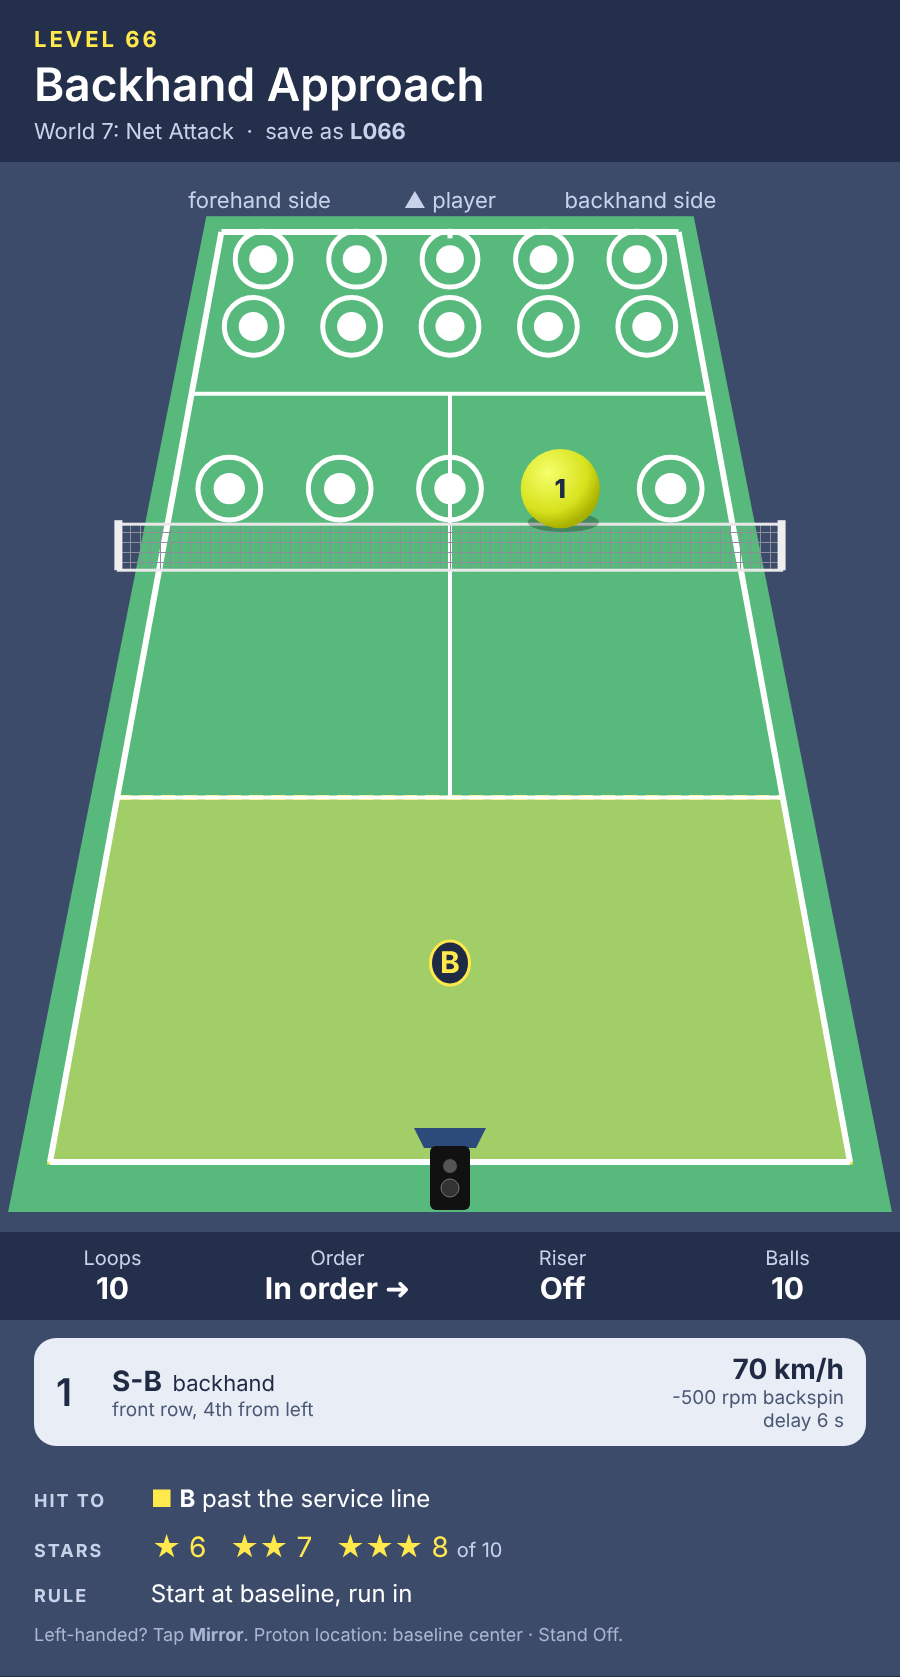 LEVEL 66
Backhand Approach
World 7: Net Attack · save as L066
forehand side ▲ player backhand side
1
B
Loops Order Riser Balls
10 In order ➜ Off 10
1 S-B backhand 70 km/h
front row, 4th from left -500 rpm backspin
delay 6 s
HIT TO ■ B past the service line
STARS ★ 6 ★★ 7 ★★★ 8 of 10
RULE Start at baseline, run in
Left-handed? Tap Mirror. Proton location: baseline center · Stand Off.